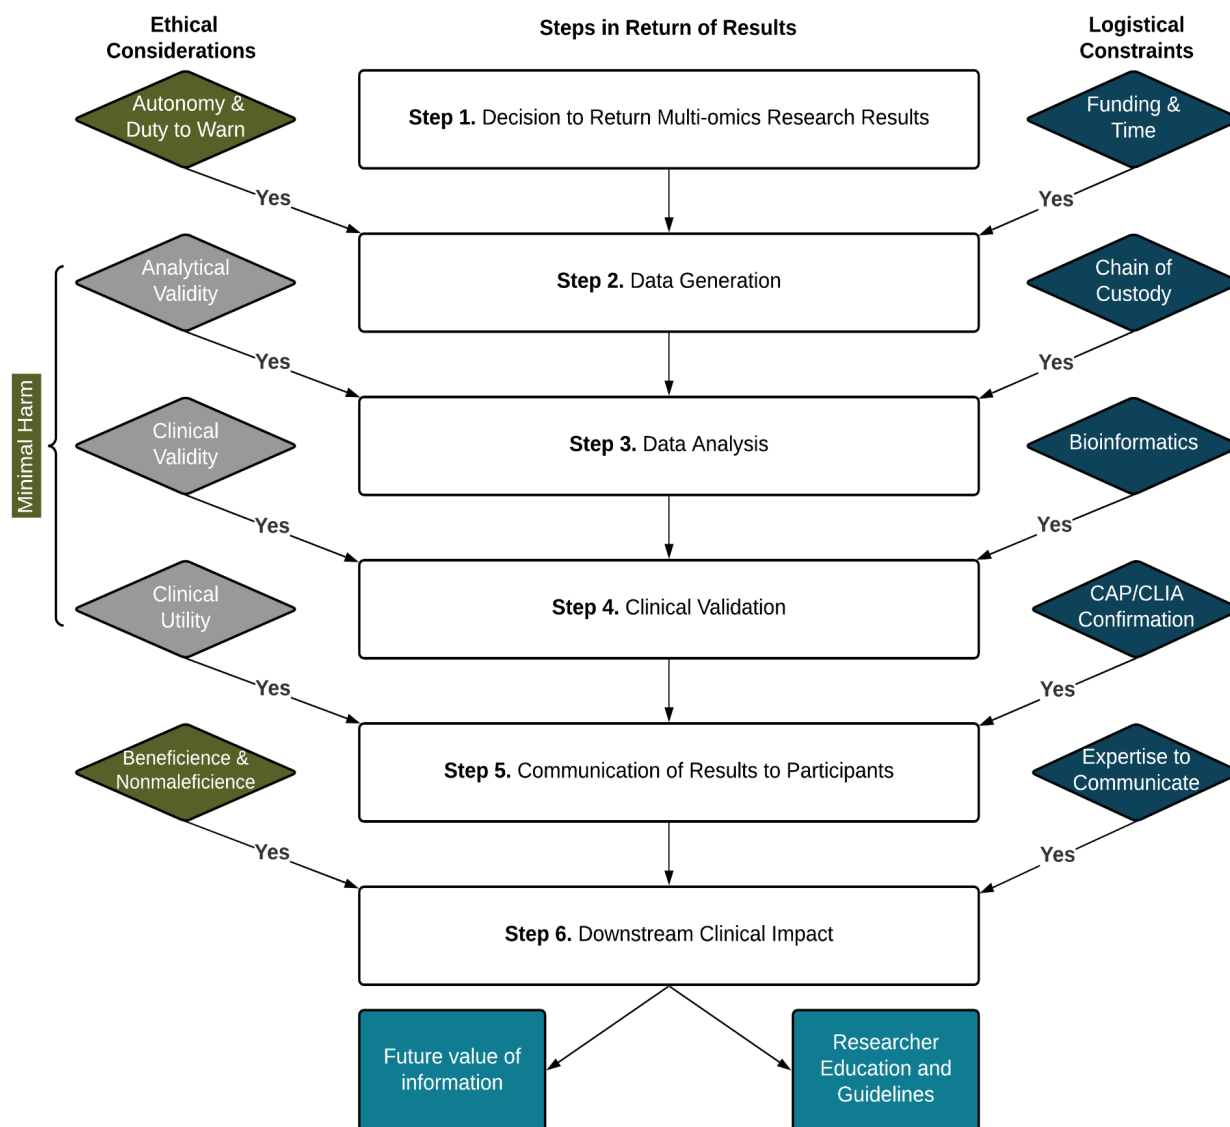 Ethical
Considerations
Steps in Return of Results
Logistical
Constraints
Autonomy &
Duty to Warn
Step 1. Decision to Return Multi-omics Research Results
Funding &
Time
Yes
Yes
Analytical
Validity
Step 2. Data Generation
Chain of
Custody
Yes
Yes
Minimal Harm
Clinical
Validity
Step 3. Data Analysis
Bioinformatics
Yes
Yes
Clinical
Utility
Step 4. Clinical Validation
CAP/CLIA
Confirmation
Yes
Yes
Beneficience &
Nonmaleficience
Step 5. Communication of Results to Participants
Expertise to
Communicate
Yes
Yes
Step 6. Downstream Clinical Impact
Future value of
information
Researcher
Education and
Guidelines